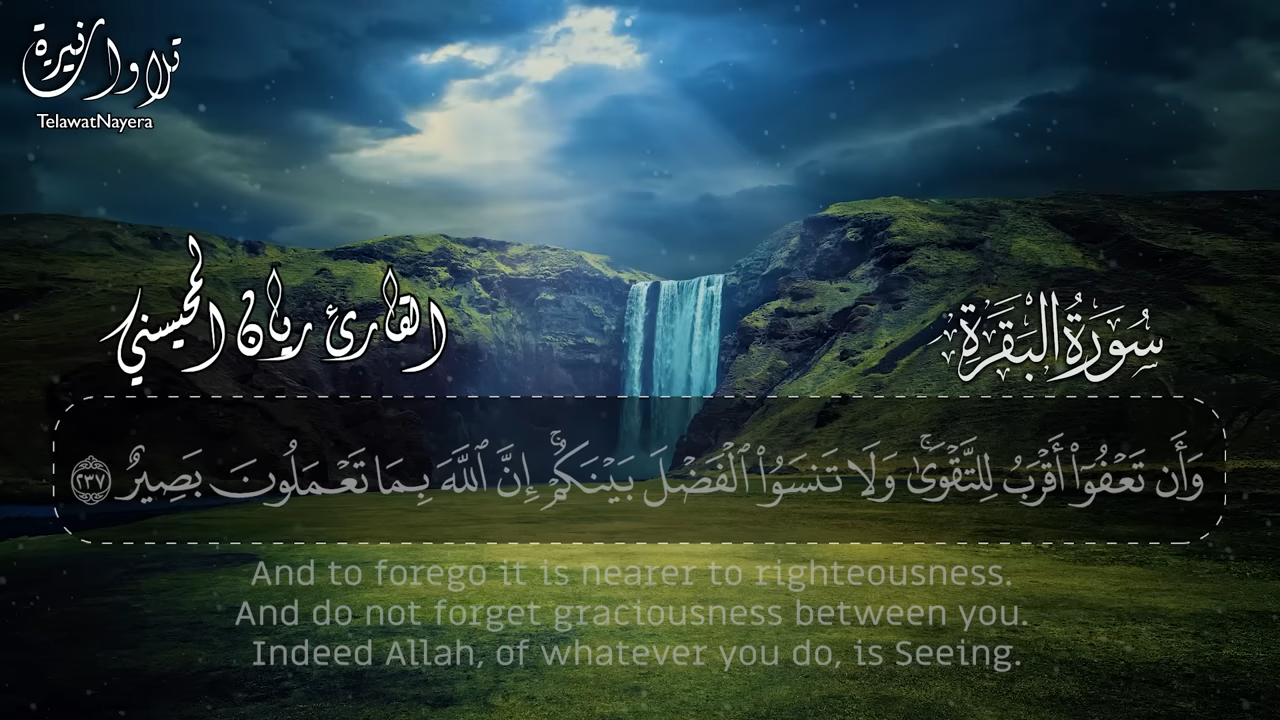 تلاوات نيرة
TelawatNayera
سُورَةُ البَقَرَةِ
القارئ ريان المحيسني
وَأَن تَعْفُوٓا۟ أَقْرَبُ لِلتَّقْوَىٰ ۚ وَلَا تَنسَوُا۟ ٱلْفَضْلَ بَيْنَكُمْ ۚ إِنَّ ٱللَّهَ بِمَا تَعْمَلُونَ بَصِيرٌ ٢٣٧
And to forego it is nearer to righteousness.
And do not forget graciousness between you.
Indeed Allah, of whatever you do, is Seeing.